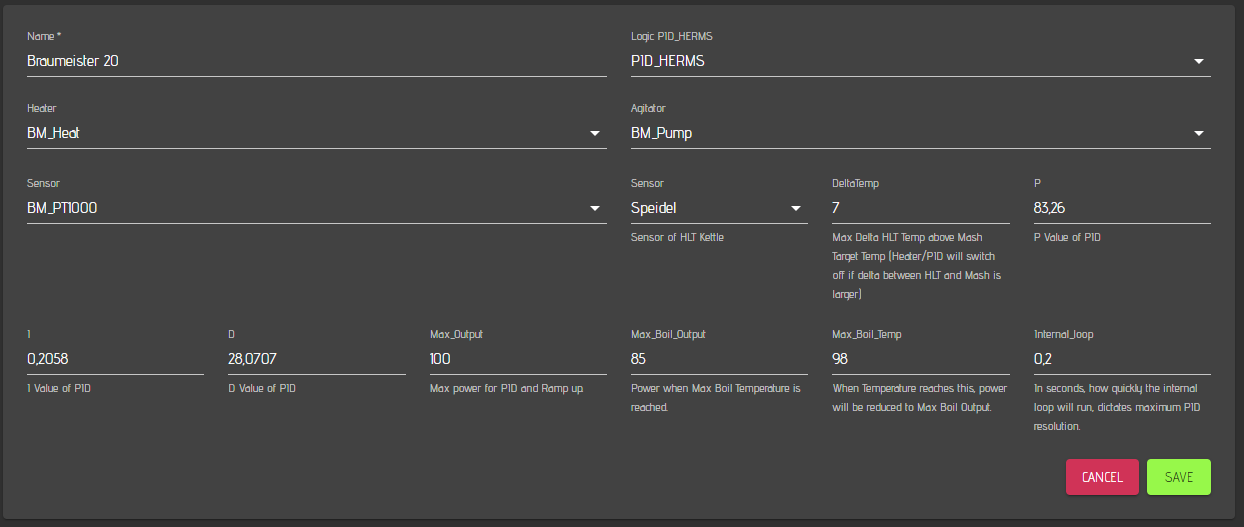 Name *
Braumeister 20
Logic PID_HERMS
PID_HERMS
Heater
BM_Heat
Agitator
BM_Pump
Sensor
BM_PT1000
Sensor
Speidel
Sensor of HLT Kettle
DeltaTemp
7
Max Delta HLT Temp above Mash
Target Temp (Heater/PID will switch
off if delta between HLT and Mash is
larger)
P
83,26
P Value of PID
I
0,2058
I Value of PID
D
28,0707
D Value of PID
Max_Output
100
Max power for PID and Ramp up.
Max_Boil_Output
85
Power when Max Boil Temperature is
reached.
Max_Boil_Temp
98
When Temperature reaches this, power
will be reduced to Max Boil Output.
Internal_loop
0,2
In seconds, how quickly the internal
loop will run, dictates maximum PID
resolution.
CANCEL
SAVE